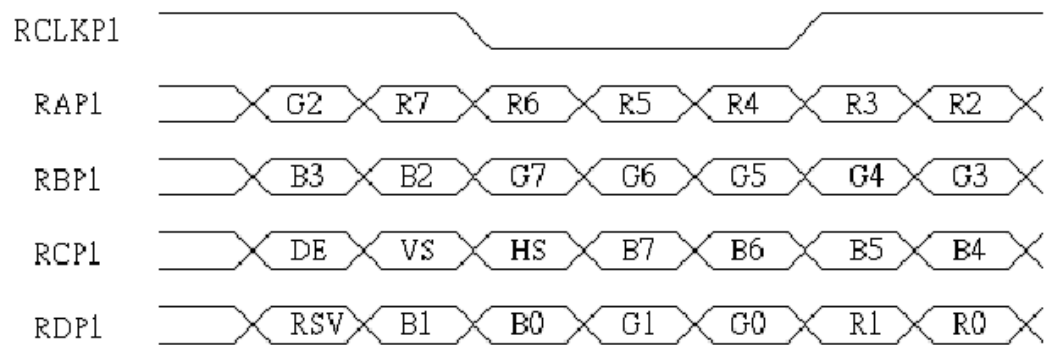 RCLKP1
RAP1 G2 R7 R6 R5 R4 R3 R2
RBP1 B3 B2 G7 G6 G5 G4 G3
RCP1 DE VS HS B7 B6 B5 B4
RDP1 RSV B1 B0 G1 G0 R1 R0